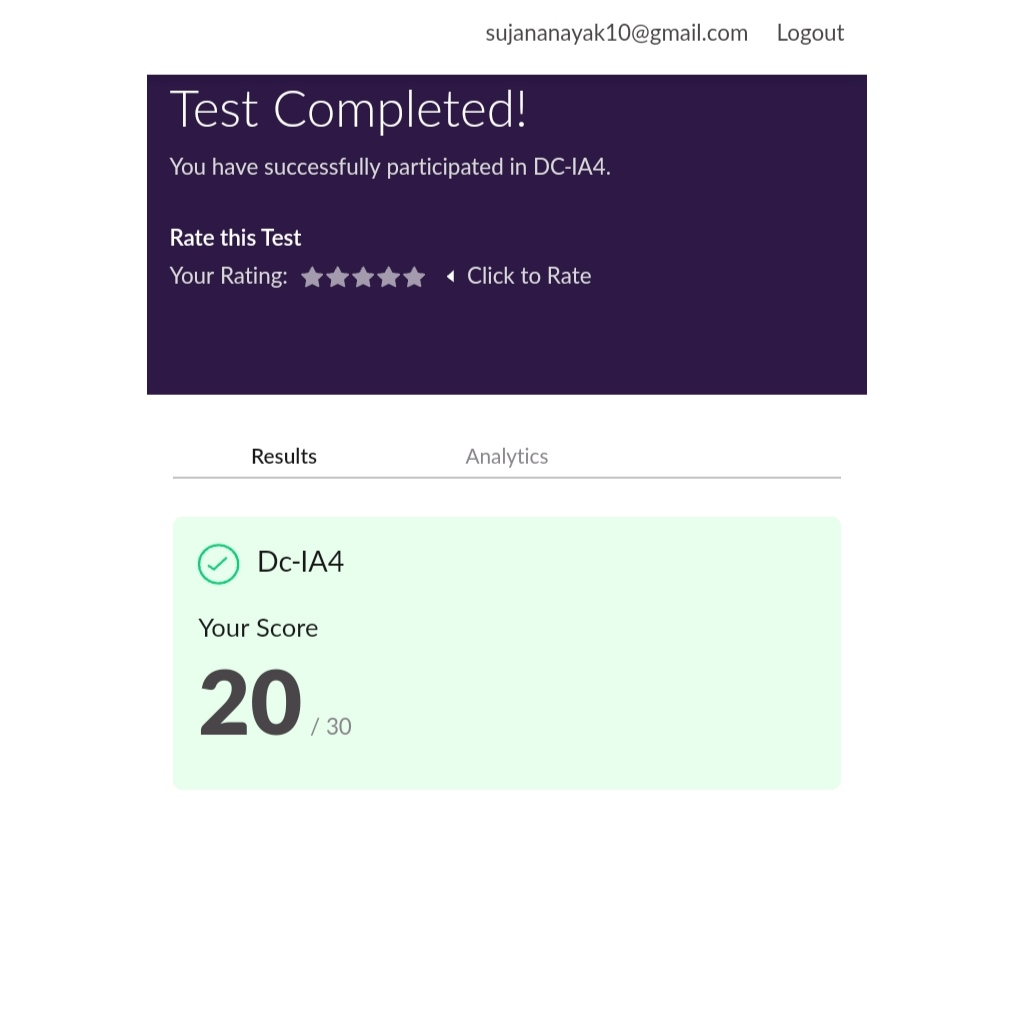 sujananayak10@gmail.com Logout
Test Completed!
You have successfully participated in DC-IA4.
Rate this Test
Your Rating: Click to Rate
Results Analytics
Dc-IA4
Your Score
20 / 30